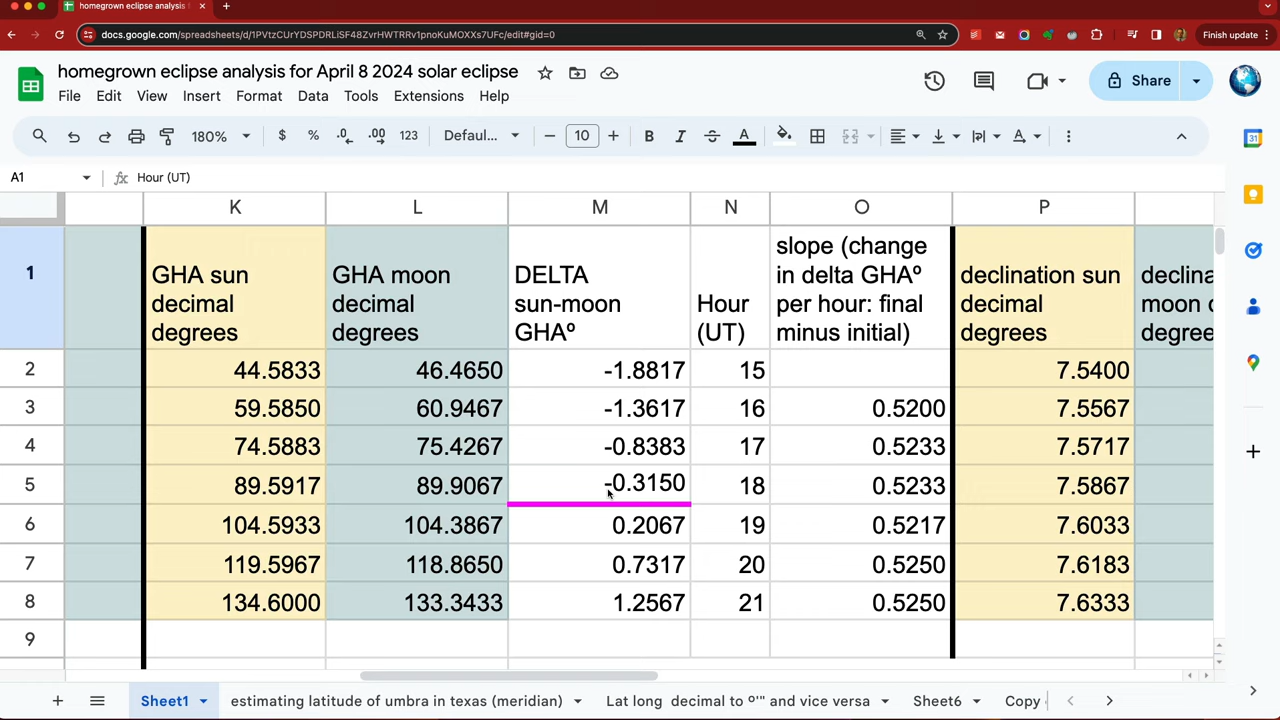 homegrown eclipse analysis for
docs.google.com/spreadsheets/d/1PVtzCUrYDSPDRLiSF48ZvrHWTRRv1pnoKuMOXXs7UFc/edit#gid=0
Finish update
homegrown eclipse analysis for April 8 2024 solar eclipse
File Edit View Insert Format Data Tools Extensions Help
Share
180% $ % .0 .00 123 Defaul... 10 B I A
A1 fx Hour (UT)
K L M N O P
1 GHA sun decimal degrees GHA moon decimal degrees DELTA sun-moon GHAº Hour (UT) slope (change in delta GHAº per hour: final minus initial) declination sun decimal degrees declina moon degree
2 44.5833 46.4650 -1.8817 15 7.5400
3 59.5850 60.9467 -1.3617 16 0.5200 7.5567
4 74.5883 75.4267 -0.8383 17 0.5233 7.5717
5 89.5917 89.9067 -0.3150 18 0.5233 7.5867
6 104.5933 104.3867 0.2067 19 0.5217 7.6033
7 119.5967 118.8650 0.7317 20 0.5250 7.6183
8 134.6000 133.3433 1.2567 21 0.5250 7.6333
9
Sheet1 estimating latitude of umbra in texas (meridian) Lat long decimal to º'" and vice versa Sheet6 Copy